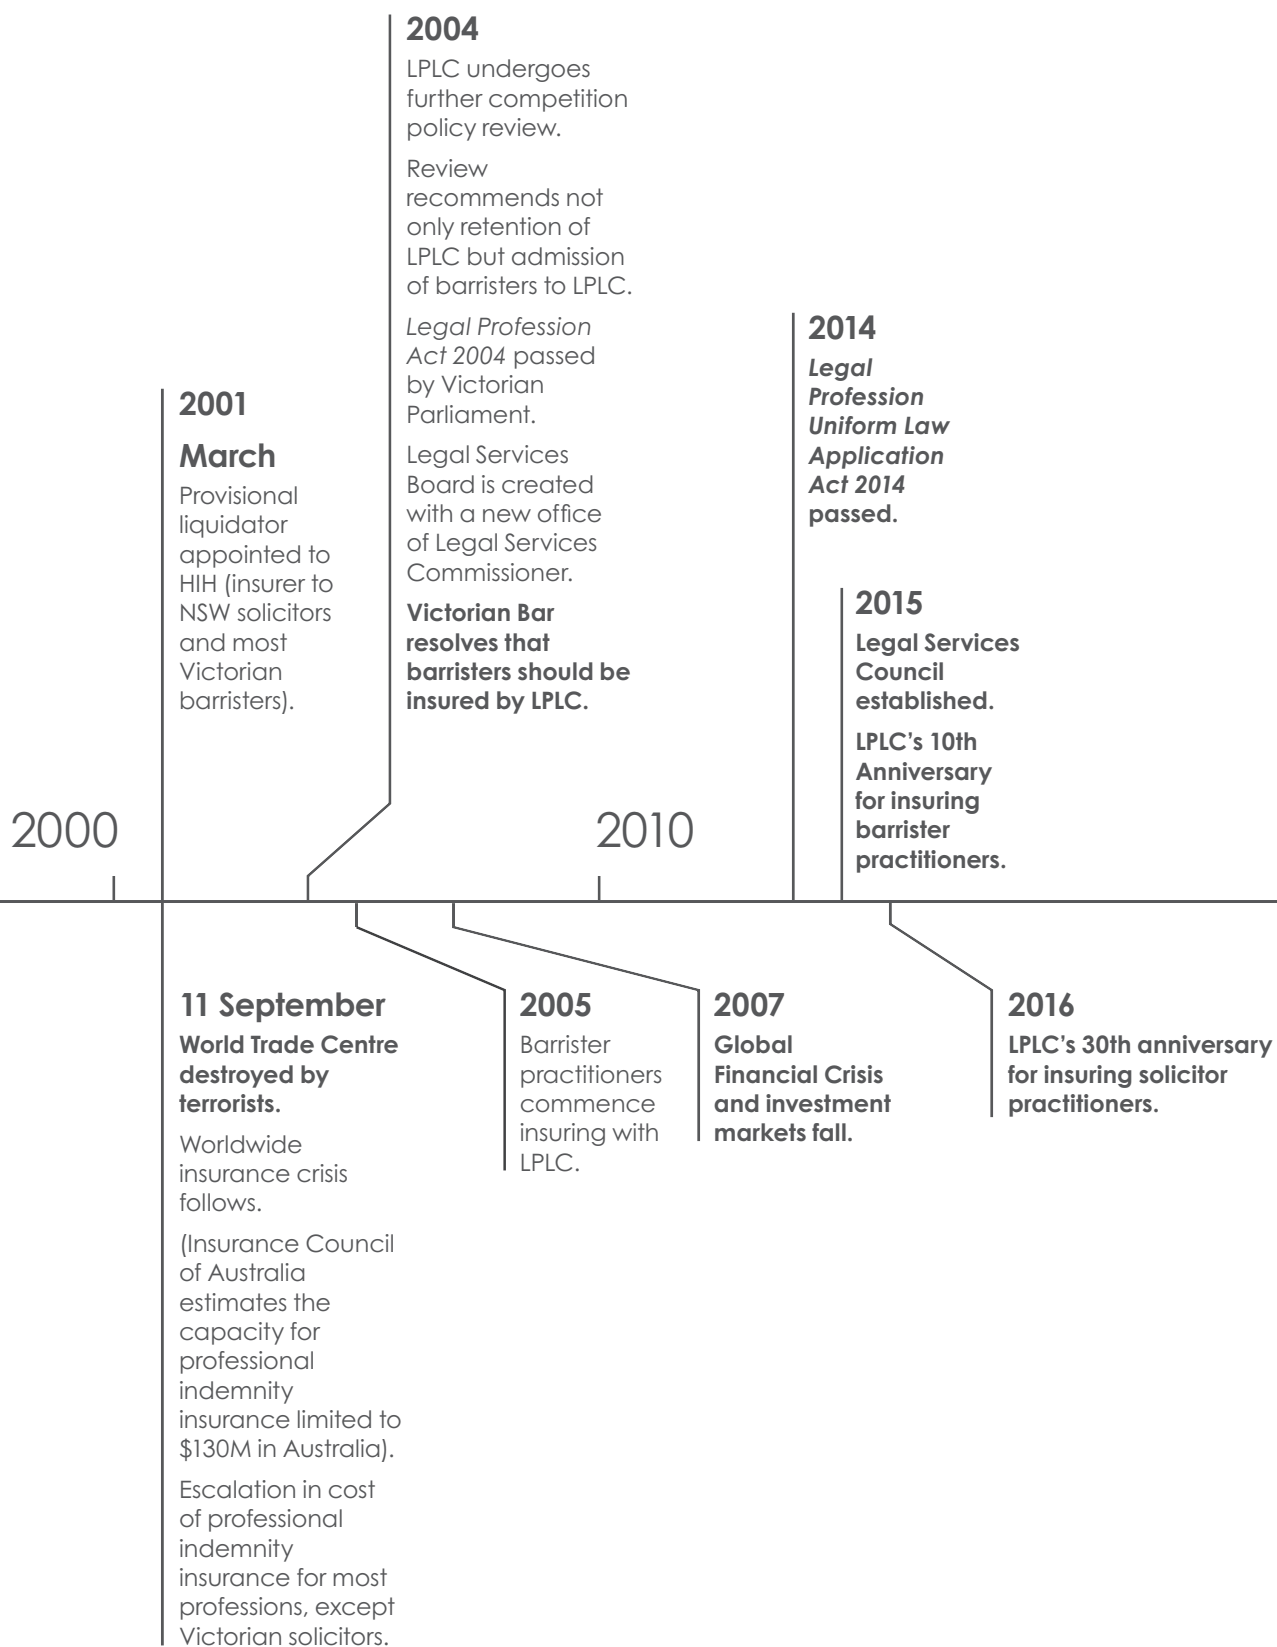 2004
LPLC undergoes
further competition
policy review.
Review
recommends not
only retention of
LPLC but admission
of barristers to LPLC.
Legal Profession
Act 2004 passed
by Victorian
Parliament.
Legal Services
Board is created
with a new office
of Legal Services
Commissioner.
Victorian Bar
resolves that
barristers should be
insured by LPLC.
2014
Legal
Profession
Uniform Law
Application
Act 2014
passed.
2001
March
Provisional
liquidator
appointed to
HIH (insurer to
NSW solicitors
and most
Victorian
barristers).
2015
Legal Services
Council
established.
LPLC's 10th
Anniversary
for insuring
barrister
practitioners.
2000
2010
11 September
World Trade Centre
destroyed by
terrorists.
Worldwide
insurance crisis
follows.
(Insurance Council
of Australia
estimates the
capacity for
professional
indemnity
insurance limited to
$130M in Australia).
Escalation in cost
of professional
indemnity
insurance for most
professions, except
Victorian solicitors.
2005
Barrister
practitioners
commence
insuring with
LPLC.
2007
Global
Financial Crisis
and investment
markets fall.
2016
LPLC's 30th anniversary
for insuring solicitor
practitioners.